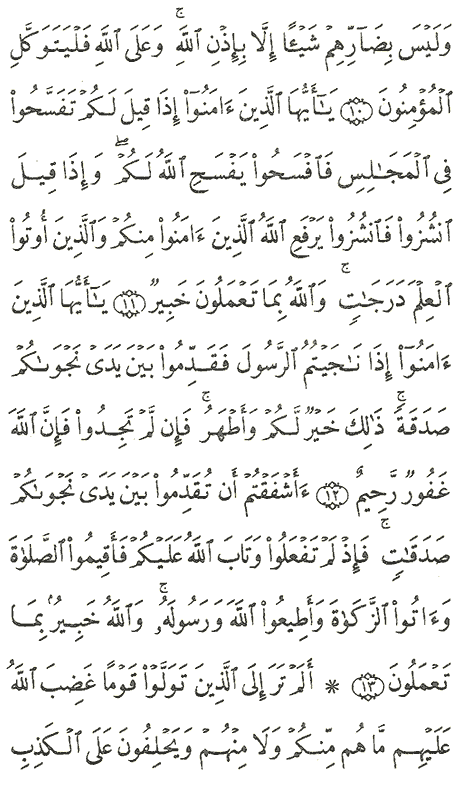 وَلَيْسَ بِضَآرِّهِمْ شَيْـًٔا إِلَّا بِإِذْنِ ٱللَّهِ ۚ وَعَلَى ٱللَّهِ فَلْيَتَوَكَّلِ
ٱلْمُؤْمِنُونَ ١٠ يَـٰٓأَيُّهَا ٱلَّذِينَ ءَامَنُوٓا۟ إِذَا قِيلَ لَكُمْ تَفَسَّحُوا۟
فِى ٱلْمَجَـٰلِسِ فَٱفْسَحُوا۟ يَفْسَحِ ٱللَّهُ لَكُمْ ۖ وَإِذَا قِيلَ
ٱنشُزُوا۟ فَٱنشُزُوا۟ يَرْفَعِ ٱللَّهُ ٱلَّذِينَ ءَامَنُوا۟ مِنكُمْ وَٱلَّذِينَ أُوتُوا۟
ٱلْعِلْمَ دَرَجَـٰتٍ ۚ وَٱللَّهُ بِمَا تَعْمَلُونَ خَبِيرٌ ١١ يَـٰٓأَيُّهَا ٱلَّذِينَ
ءَامَنُوٓا۟ إِذَا نَـٰجَيْتُمُ ٱلرَّسُولَ فَقَدِّمُوا۟ بَيْنَ يَدَىْ نَجْوَىٰكُمْ
صَدَقَةً ۚ ذَٰلِكَ خَيْرٌ لَّكُمْ وَأَطْهَرُ ۚ فَإِن لَّمْ تَجِدُوا۟ فَإِنَّ ٱللَّهَ
غَفُورٌ رَّحِيمٌ ١٢ ءَأَشْفَقْتُمْ أَن تُقَدِّمُوا۟ بَيْنَ يَدَىْ نَجْوَىٰكُمْ
صَدَقَـٰتٍ ۚ فَإِذْ لَمْ تَفْعَلُوا۟ وَتَابَ ٱللَّهُ عَلَيْكُمْ فَأَقِيمُوا۟ ٱلصَّلَوٰةَ
وَءَاتُوا۟ ٱلزَّكَوٰةَ وَأَطِيعُوا۟ ٱللَّهَ وَرَسُولَهُۥ ۚ وَٱللَّهُ خَبِيرٌۢ بِمَا
تَعْمَلُونَ ١٣ * أَلَمْ تَرَ إِلَى ٱلَّذِينَ تَوَلَّوْا۟ قَوْمًا غَضِبَ ٱللَّهُ
عَلَيْهِم مَّا هُم مِّنكُمْ وَلَا مِنْهُمْ وَيَحْلِفُونَ عَلَى ٱلْكَذِبِ